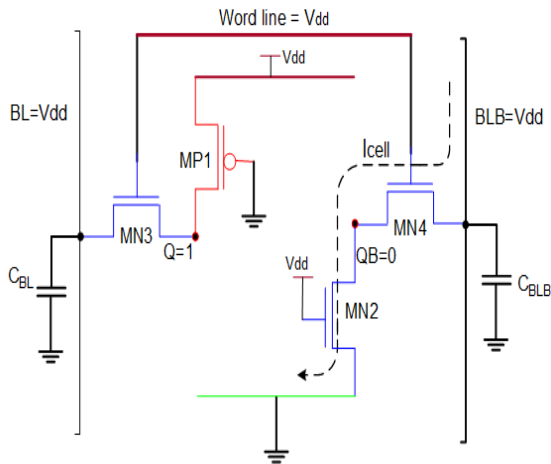 Word line = Vdd
Vdd
BL=Vdd
BLB=Vdd
Icell
MP1
MN3
Q=1
MN4
QB=0
CBL
Vdd
MN2
CBLB